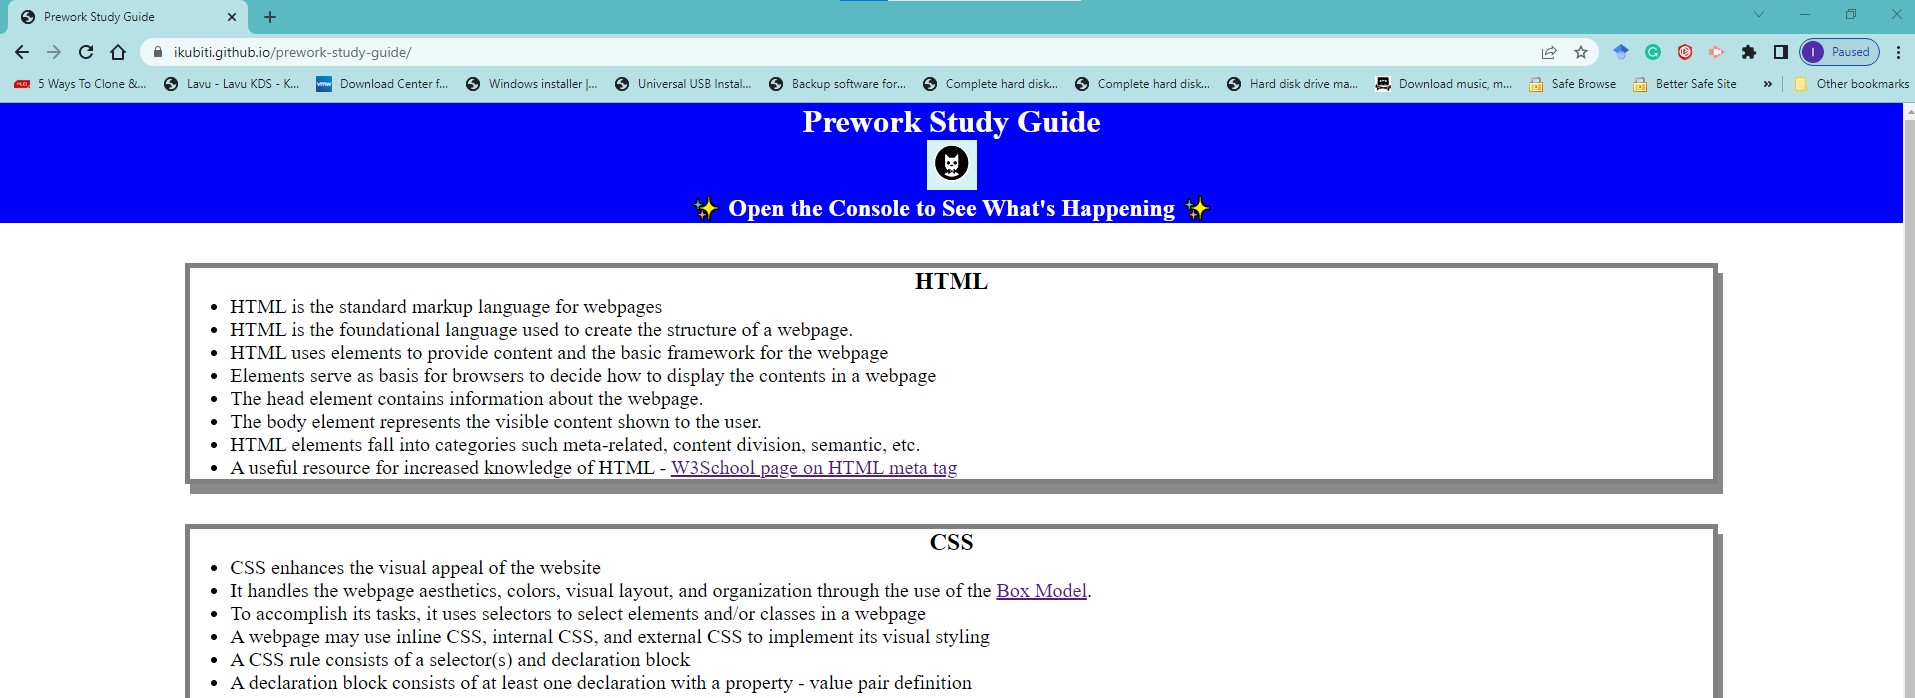 Prework Study Guide
ikubiti.github.io/prework-study-guide/
I Paused
5 Ways To Clone &... Lavu - Lavu KDS - K... vmw Download Center f... Windows installer |... Universal USB Instal... Backup software for... Complete hard disk... Complete hard disk... Hard disk drive ma... Download music, m... Safe Browse Better Safe Site » Other bookmarks
Prework Study Guide
✨ Open the Console to See What's Happening ✨
HTML
• HTML is the standard markup language for webpages
• HTML is the foundational language used to create the structure of a webpage.
• HTML uses elements to provide content and the basic framework for the webpage
• Elements serve as basis for browsers to decide how to display the contents in a webpage
• The head element contains information about the webpage.
• The body element represents the visible content shown to the user.
• HTML elements fall into categories such meta-related, content division, semantic, etc.
• A useful resource for increased knowledge of HTML - W3School page on HTML meta tag
CSS
• CSS enhances the visual appeal of the website
• It handles the webpage aesthetics, colors, visual layout, and organization through the use of the Box Model.
• To accomplish its tasks, it uses selectors to select elements and/or classes in a webpage
• A webpage may use inline CSS, internal CSS, and external CSS to implement its visual styling
• A CSS rule consists of a selector(s) and declaration block
• A declaration block consists of at least one declaration with a property - value pair definition